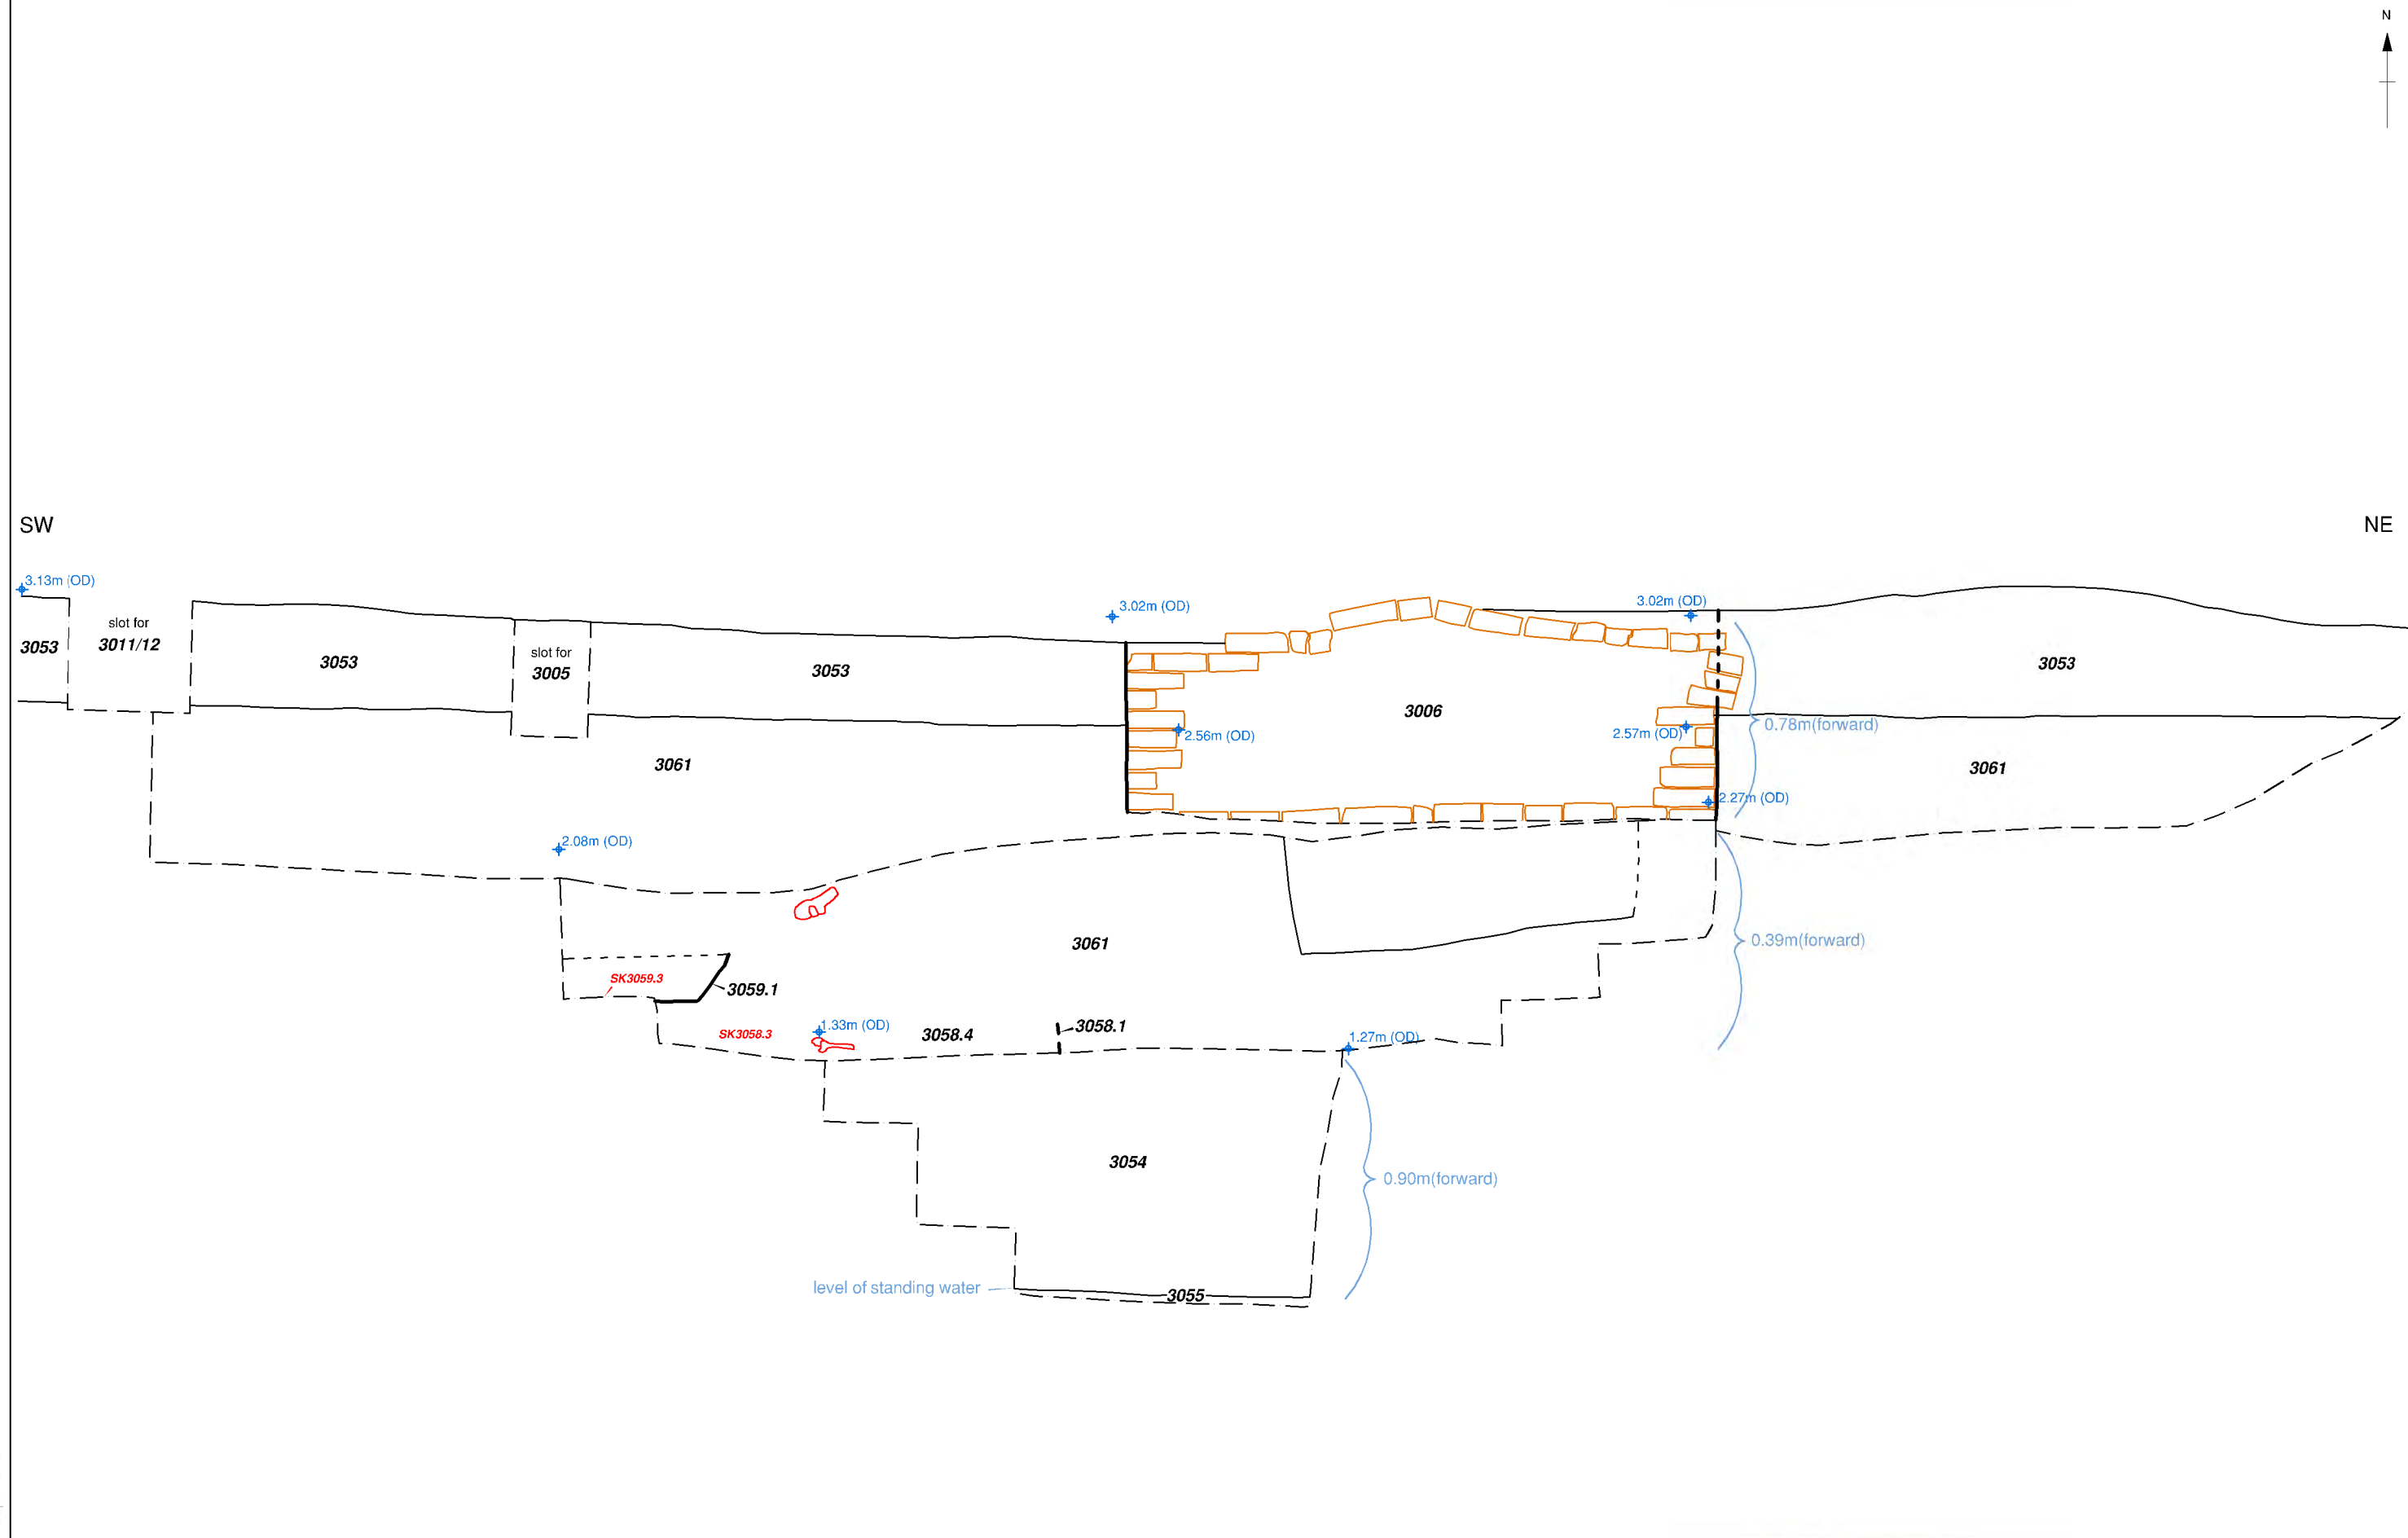 N
SW
NE
3.13m (OD)
3.02m (OD)
3.02m (OD)
slot for
3011/12
3053
3053
slot for
3005
3053
3006
3053
2.56m (OD)
2.57m (OD)
0.78m(forward)
3061
3061
2.27m (OD)
2.08m (OD)
3061
0.39m(forward)
SK3059.3
3059.1
SK3058.3
1.33m (OD)
3058.4
3058.1
1.27m (OD)
3054
0.90m(forward)
level of standing water
3055